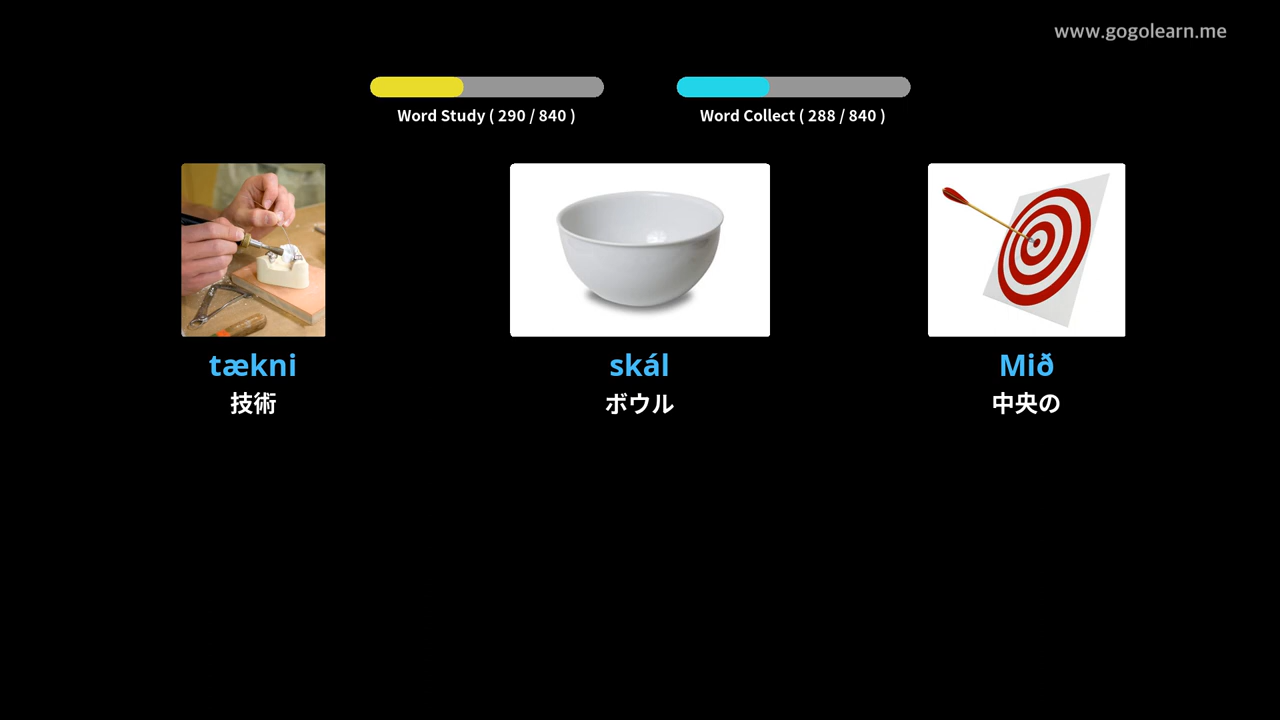 www.gogolearn.me
Word Study ( 290 / 840 )
Word Collect ( 288 / 840 )
tækni
技術
skál
ボウル
Mið
中央の